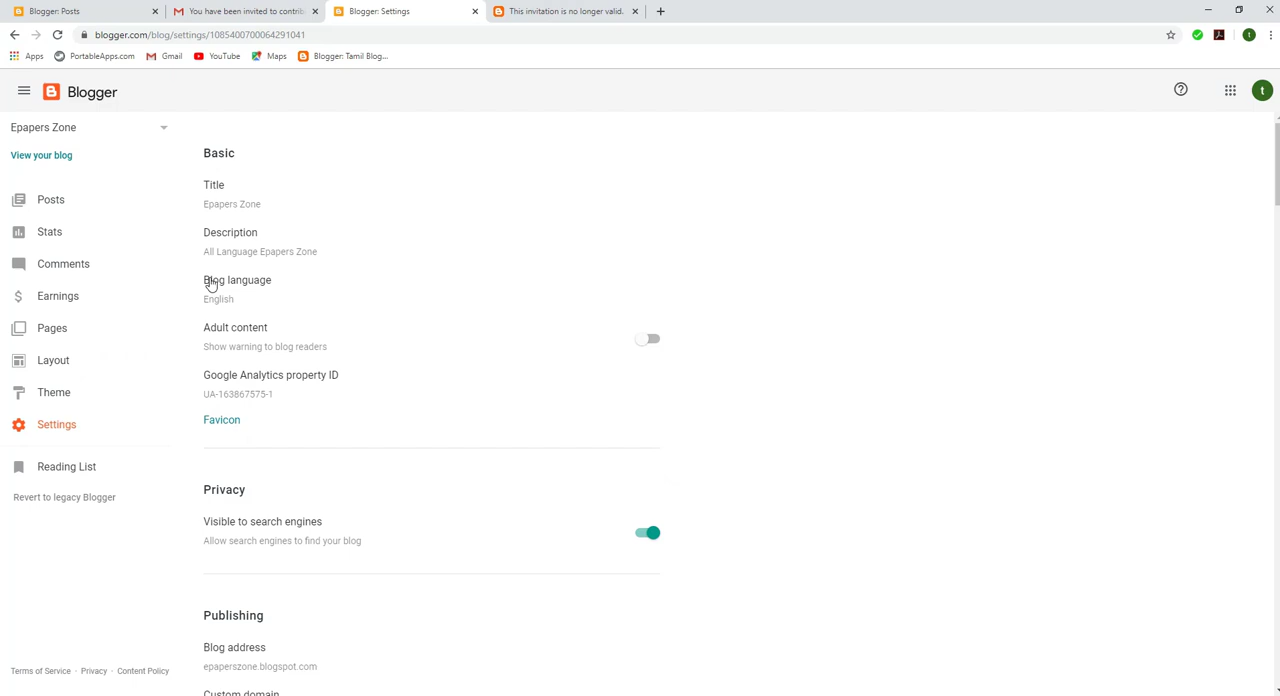 Blogger: Posts
You have been invited to contrib
Blogger: Settings
This invitation is no longer valid.
blogger.com/blog/settings/1085400700064291041
Apps
PortableApps.com
Gmail
YouTube
Maps
Blogger: Tamil Blog...
t
Blogger
t
Epapers Zone
View your blog
Posts
Stats
Comments
Earnings
Pages
Layout
Theme
Settings
Reading List
Revert to legacy Blogger
Terms of Service · Privacy · Content Policy
Basic
Title
Epapers Zone
Description
All Language Epapers Zone
Blog language
English
Adult content
Show warning to blog readers
Google Analytics property ID
UA-163867575-1
Favicon
Privacy
Visible to search engines
Allow search engines to find your blog
Publishing
Blog address
epaperszone.blogspot.com
Custom domain